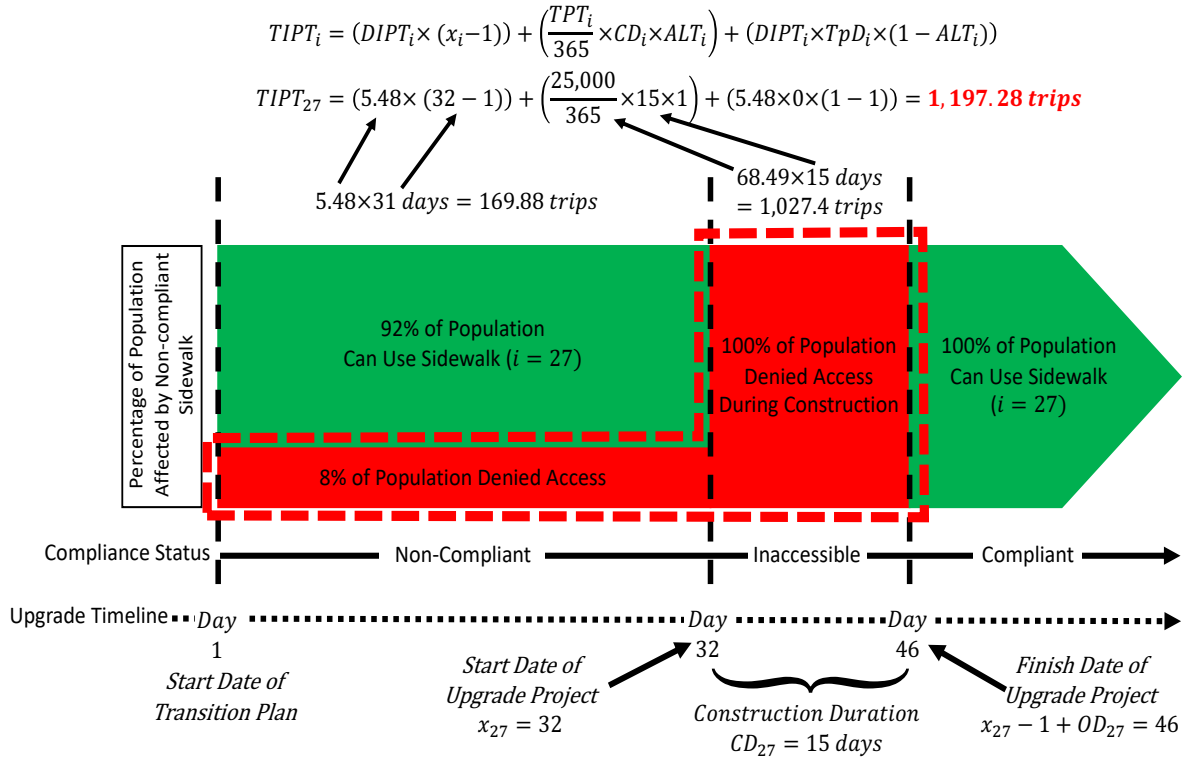 TIPT_i = (DIPT_i × (x_i−1)) + (TPT_i/365 ×CD_i×ALT_i) + (DIPT_i×TpD_i×(1 − ALT_i))
TIPT_27 = (5.48× (32 − 1)) + (25,000/365 ×15×1) + (5.48×0×(1 − 1)) = 1,197.28 trips
5.48×31 days = 169.88 trips
68.49×15 days
= 1,027.4 trips
Percentage of Population
Affected by Non-compliant
Sidewalk
92% of Population
Can Use Sidewalk (i = 27)
8% of Population Denied Access
100% of Population
Denied Access
During Construction
100% of Population
Can Use Sidewalk
(i = 27)
Compliance Status
Non-Compliant
Inaccessible
Compliant
Upgrade Timeline
Day
1
Day
32
Day
46
Start Date of
Transition Plan
Start Date of
Upgrade Project
x_27 = 32
Construction Duration
CD_27 = 15 days
Finish Date of
Upgrade Project
x_27 − 1 + OD_27 = 46